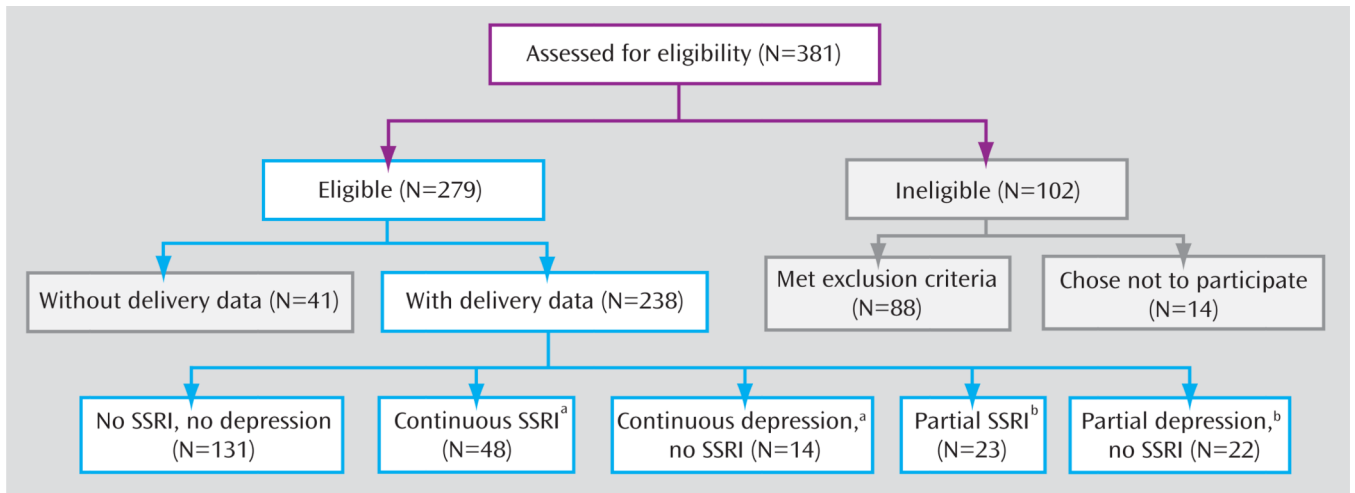 Assessed for eligibility (N=381)
Eligible (N=279)
Ineligible (N=102)
Without delivery data (N=41)
With delivery data (N=238)
Met exclusion criteria
(N=88)
Chose not to participate
(N=14)
No SSRI, no depression
(N=131)
Continuous SSRIᵃ
(N=48)
Continuous depression,ᵃ
no SSRI (N=14)
Partial SSRIᵇ
(N=23)
Partial depression,ᵇ
no SSRI (N=22)